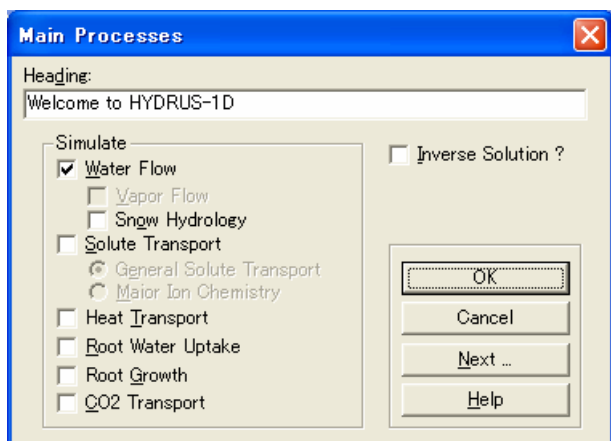 Main Processes
Heading:
Welcome to HYDRUS-1D
Simulate
Water Flow
Vapor Flow
Snow Hydrology
Solute Transport
General Solute Transport
Major Ion Chemistry
Heat Transport
Root Water Uptake
Root Growth
CO2 Transport
Inverse Solution ?
OK
Cancel
Next ...
Help